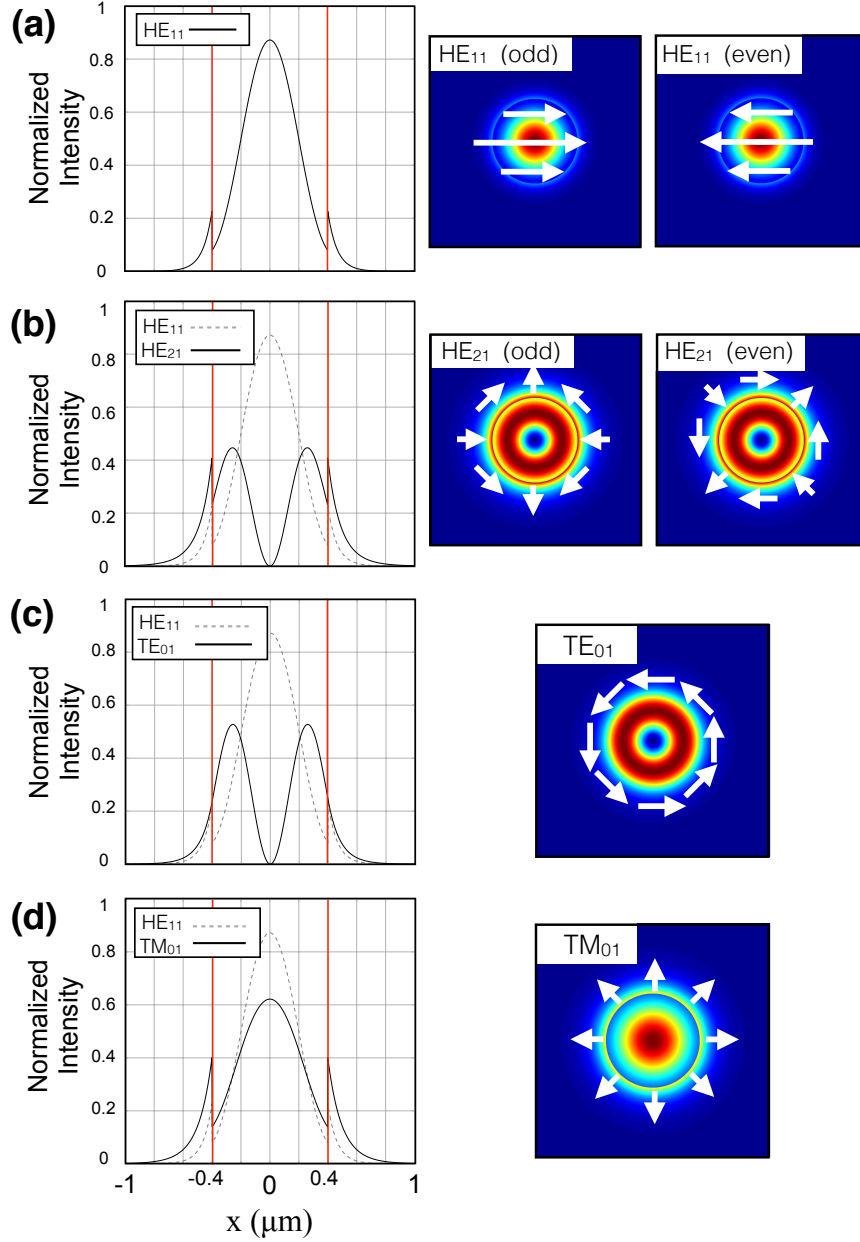 (a)
1
0.8
0.6
0.4
0.2
0
Normalized
Intensity
HE₁₁
HE₁₁ (odd)
HE₁₁ (even)
(b)
1
0.8
0.6
0.4
0.2
0
Normalized
Intensity
HE₁₁
HE₂₁
HE₂₁ (odd)
HE₂₁ (even)
(c)
1
0.8
0.6
0.4
0.2
0
Normalized
Intensity
HE₁₁
TE₀₁
TE₀₁
(d)
1
0.8
0.6
0.4
0.2
0
Normalized
Intensity
HE₁₁
TM₀₁
TM₀₁
-1 -0.4 0 0.4 1
x (μm)